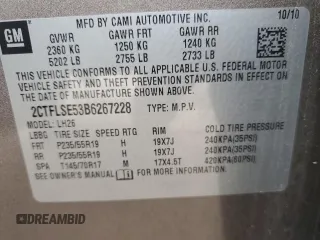 GM
MFD BY CAMI AUTOMOTIVE INC. 10/10
GVWR GAWR FRT GAWR RR
2360 KG 1250 KG 1240 KG
5202 LB 2755 LB 2733 LB
THIS VEHICLE CONFORMS TO ALL APPLICABLE U.S. FEDERAL
MOTOR VEHICLE SAFETY AND THEFT PREVENTION STANDARDS
IN EFFECT ON THE DATE OF MANUFACTURE SHOWN ABOVE.
2CTFLSE53B6267228 TYPE: M.P.V.
MODEL: LH26
TIRE SIZE SPEED RTG RIM COLD TIRE PRESSURE
FRT P235/55R19 H 19X7J 240KPA(35PSI)
RR P235/55R19 H 19X7J 240KPA(35PSI)
SPA T145/70R17 M 17X4.5T 420KPA(60PSI)
SEE OWNER'S MANUAL
DREAMBID